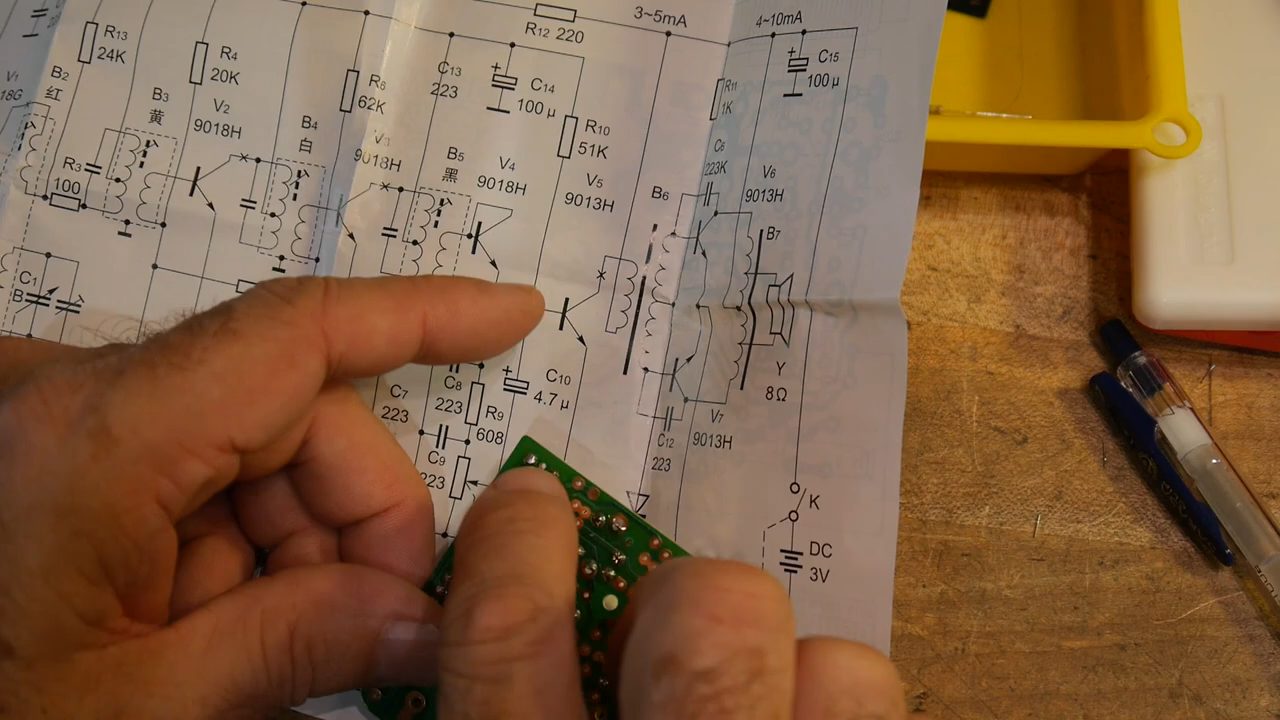 R13
24K
B2
红
V1
18G
R4
20K
B3
黄
V2
9018H
R3
100
B4
白
R6
62K
V3
9018H
C13
223
C14
100μ
B5
黑
V4
9018H
R12 220
R10
51K
V5
9013H
3~5mA
4~10mA
C15
100μ
R11
1K
C6
223K
V6
9013H
B6
B7
C1
B
Y
8Ω
C7
223
C8
223
R9
608
C9
223
C10
4.7μ
V7
9013H
C12
223
K
DC
3V